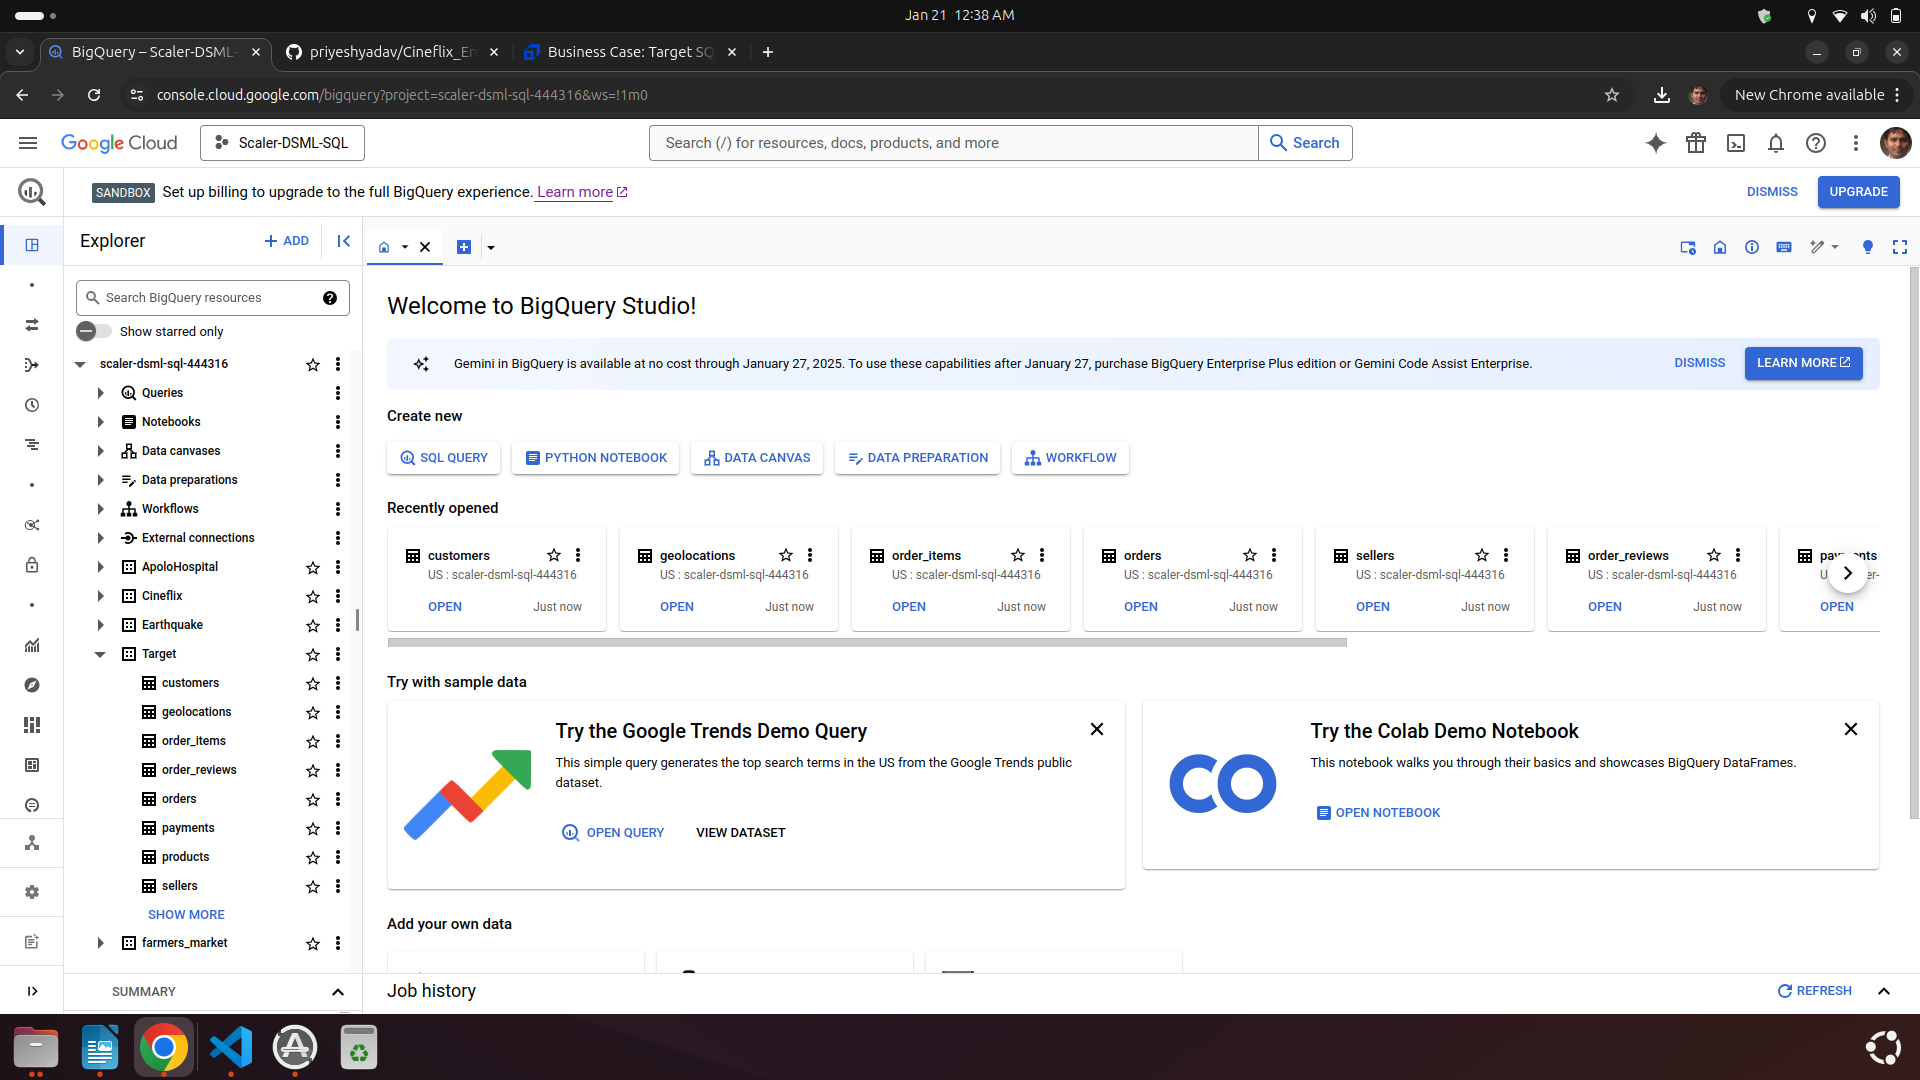 Jan 21 12:38 AM
BigQuery – Scaler-DSML-
priyeshyadav/Cineflix_En
Business Case: Target SQ
console.cloud.google.com/bigquery?project=scaler-dsml-sql-444316&ws=!1m0
New Chrome available
Google Cloud
Scaler-DSML-SQL
Search (/) for resources, docs, products, and more
Search
SANDBOX Set up billing to upgrade to the full BigQuery experience. Learn more
DISMISS
UPGRADE
Explorer
+ ADD
Search BigQuery resources
Show starred only
scaler-dsml-sql-444316
Queries
Notebooks
Data canvases
Data preparations
Workflows
External connections
ApoloHospital
Cineflix
Earthquake
Target
customers
geolocations
order_items
order_reviews
orders
payments
products
sellers
SHOW MORE
farmers_market
SUMMARY
Welcome to BigQuery Studio!
Gemini in BigQuery is available at no cost through January 27, 2025. To use these capabilities after January 27, purchase BigQuery Enterprise Plus edition or Gemini Code Assist Enterprise.
DISMISS
LEARN MORE
Create new
SQL QUERY
PYTHON NOTEBOOK
DATA CANVAS
DATA PREPARATION
WORKFLOW
Recently opened
customers
US : scaler-dsml-sql-444316
OPEN
Just now
geolocations
US : scaler-dsml-sql-444316
OPEN
Just now
order_items
US : scaler-dsml-sql-444316
OPEN
Just now
orders
US : scaler-dsml-sql-444316
OPEN
Just now
sellers
US : scaler-dsml-sql-444316
OPEN
Just now
order_reviews
US : scaler-dsml-sql-444316
OPEN
Just now
OPEN
Try with sample data
Try the Google Trends Demo Query
This simple query generates the top search terms in the US from the Google Trends public
dataset.
OPEN QUERY
VIEW DATASET
Try the Colab Demo Notebook
This notebook walks you through their basics and showcases BigQuery DataFrames.
OPEN NOTEBOOK
Add your own data
Job history
REFRESH